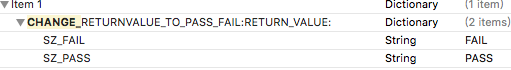 Item 1 Dictionary (1 item)
CHANGE_RETURNVALUE_TO_PASS_FAIL:RETURN_VALUE: Dictionary (2 items)
SZ_FAIL String FAIL
SZ_PASS String PASS